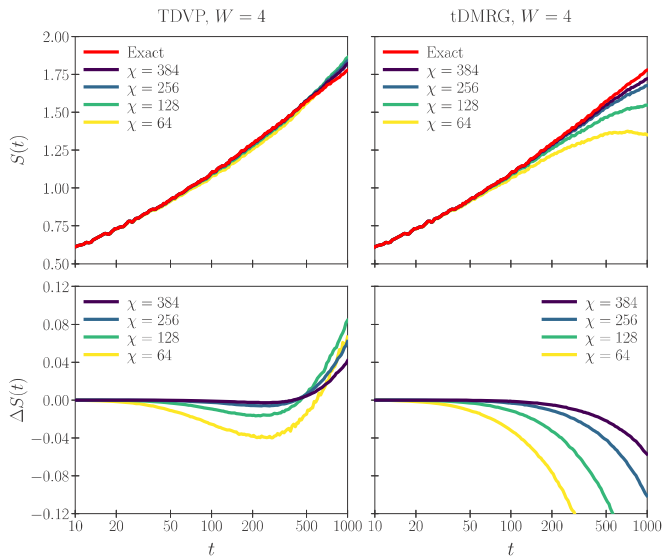 TDVP, W = 4
tDMRG, W = 4
2.00
1.75
1.50
1.25
1.00
0.75
0.50
S(t)
Exact
χ = 384
χ = 256
χ = 128
χ = 64
Exact
χ = 384
χ = 256
χ = 128
χ = 64
0.12
0.08
0.04
0.00
−0.04
−0.08
−0.12
ΔS(t)
χ = 384
χ = 256
χ = 128
χ = 64
χ = 384
χ = 256
χ = 128
χ = 64
10 20 50 100 200 500 1000
10 20 50 100 200 500 1000
t
t